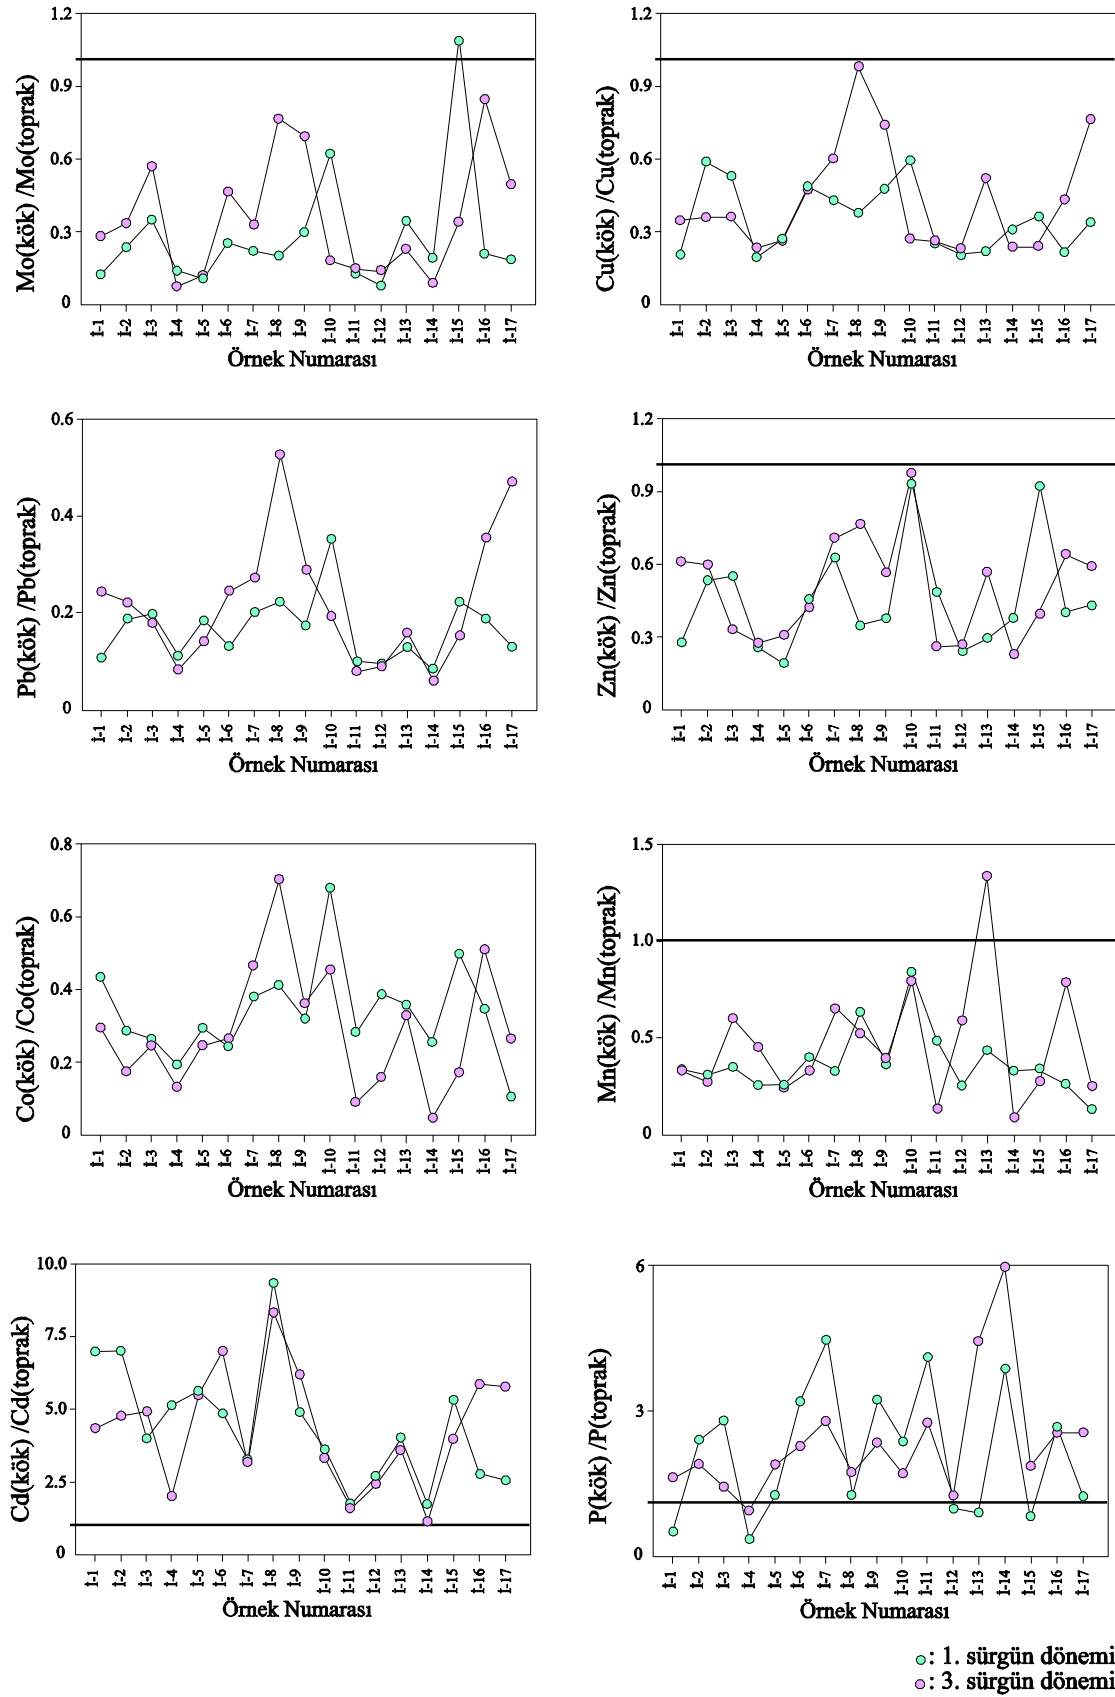 Mo(kök) /Mo(toprak)
1.2
0.9
0.6
0.3
0
t-1 t-2 t-3 t-4 t-5 t-6 t-7 t-8 t-9 t-10 t-11 t-12 t-13 t-14 t-15 t-16 t-17
Örnek Numarası
Cu(kök) /Cu(toprak)
1.2
0.9
0.6
0.3
0
t-1 t-2 t-3 t-4 t-5 t-6 t-7 t-8 t-9 t-10 t-11 t-12 t-13 t-14 t-15 t-16 t-17
Örnek Numarası
Pb(kök) /Pb(toprak)
0.6
0.4
0.2
0
t-1 t-2 t-3 t-4 t-5 t-6 t-7 t-8 t-9 t-10 t-11 t-12 t-13 t-14 t-15 t-16 t-17
Örnek Numarası
Zn(kök) /Zn(toprak)
1.2
0.9
0.6
0.3
0
t-1 t-2 t-3 t-4 t-5 t-6 t-7 t-8 t-9 t-10 t-11 t-12 t-13 t-14 t-15 t-16 t-17
Örnek Numarası
Co(kök) /Co(toprak)
0.8
0.6
0.4
0.2
0
t-1 t-2 t-3 t-4 t-5 t-6 t-7 t-8 t-9 t-10 t-11 t-12 t-13 t-14 t-15 t-16 t-17
Örnek Numarası
Mn(kök) /Mn(toprak)
1.5
1.0
0.5
0
t-1 t-2 t-3 t-4 t-5 t-6 t-7 t-8 t-9 t-10 t-11 t-12 t-13 t-14 t-15 t-16 t-17
Örnek Numarası
Cd(kök) /Cd(toprak)
10.0
7.5
5.0
2.5
0
t-1 t-2 t-3 t-4 t-5 t-6 t-7 t-8 t-9 t-10 t-11 t-12 t-13 t-14 t-15 t-16 t-17
Örnek Numarası
P(kök) /P(toprak)
6
3
0
t-1 t-2 t-3 t-4 t-5 t-6 t-7 t-8 t-9 t-10 t-11 t-12 t-13 t-14 t-15 t-16 t-17
Örnek Numarası
: 1. sürgün dönemi
: 3. sürgün dönemi